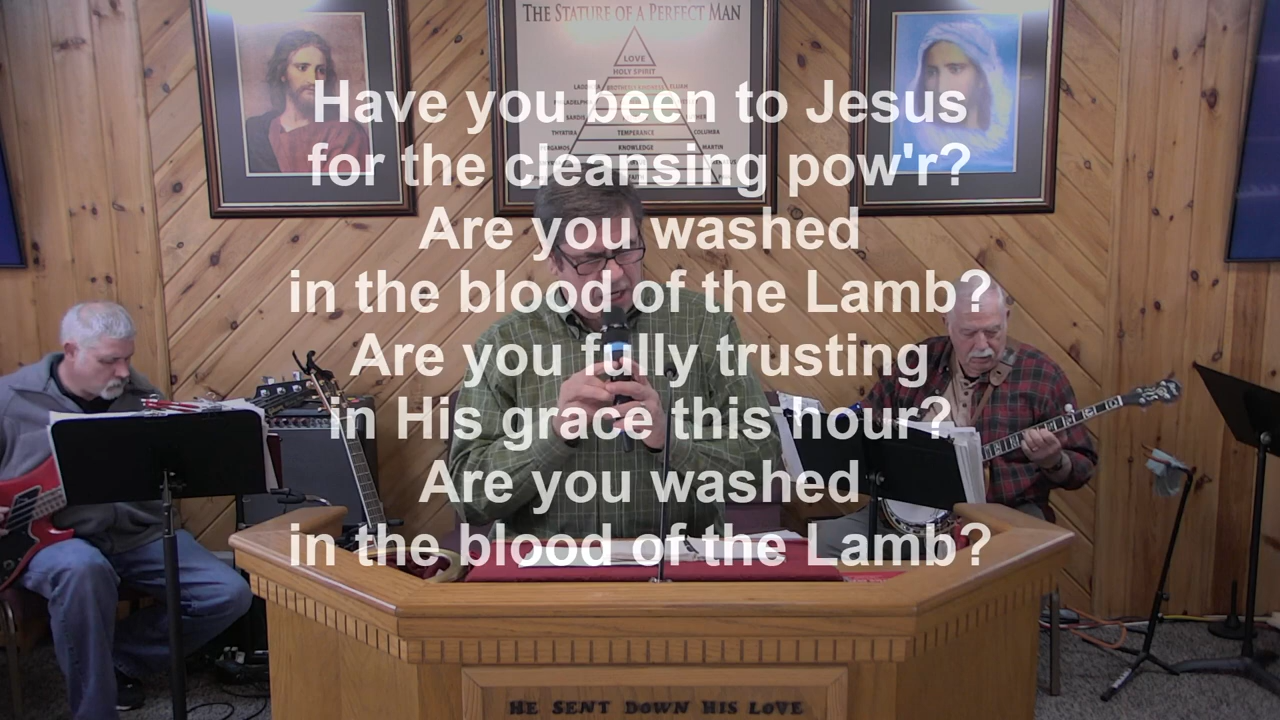 THE STATURE OF A PERFECT MAN
LOVE
HOLY SPIRIT
Have you been to Jesus
for the cleansing pow'r?
THYATIRA TEMPERANCE COLUMBA
KNOWLEDGE MARTIN
Are you washed
in the blood of the Lamb?
Are you fully trusting
in His grace this hour?
Are you washed
in the blood of the Lamb?
HE SENT DOWN HIS LOVE